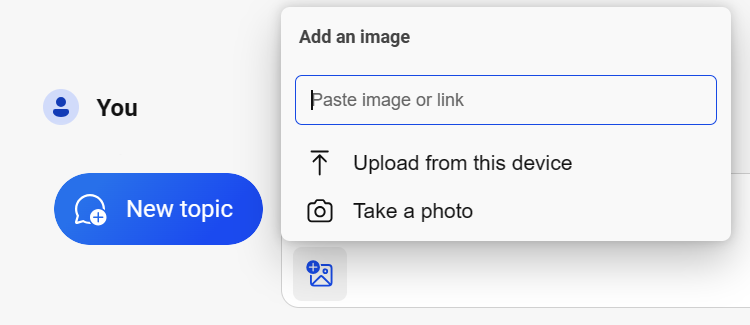 Add an image
Paste image or link
You
Upload from this device
New topic
Take a photo